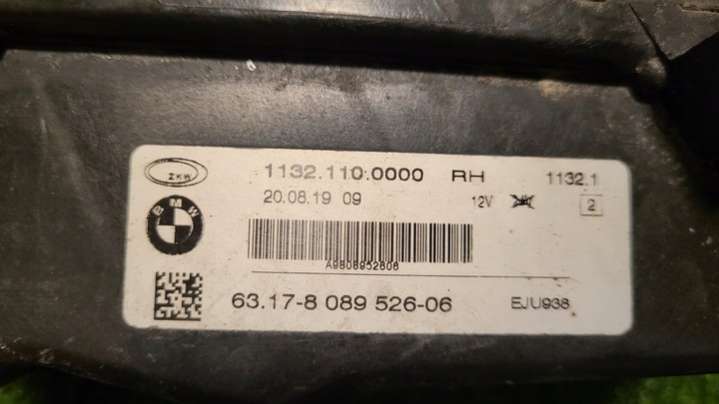 ZKW
1132.110.0000 RH 1132.1
20.08.19 09 12V 2
BMW
A9808952606
63.17-8 089 526-06 EJU938